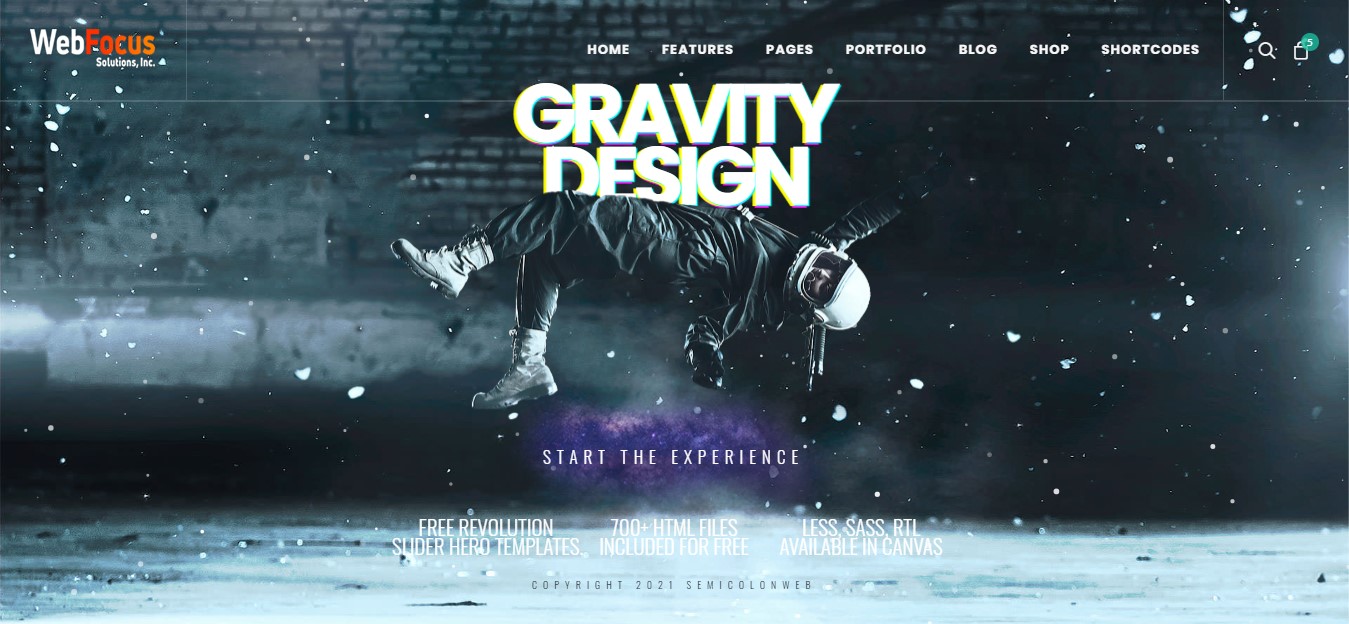 WebFocus
Solutions, Inc.
HOME FEATURES PAGES PORTFOLIO BLOG SHOP SHORTCODES
5
GRAVITY
DESIGN
START THE EXPERIENCE
FREE REVOLUTION
SLIDER HERO TEMPLATES.
700+ HTML FILES
INCLUDED FOR FREE
LESS, SASS, RTL
AVAILABLE IN CANVAS
COPYRIGHT 2021 SEMICOLONWEB